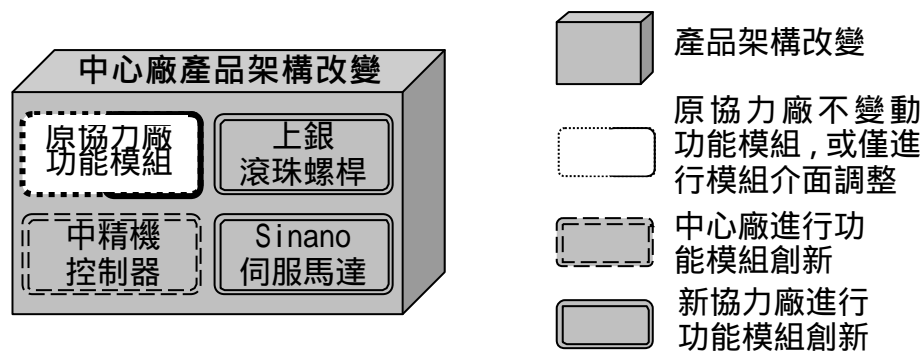 中心廠產品架構改變
原協力廠
功能模組
上銀
滾珠螺桿
中精機
控制器
Sinano
伺服馬達
產品架構改變
原協力廠不變動
功能模組,或僅進
行模組介面調整
中心廠進行功
能模組創新
新協力廠進行
功能模組創新